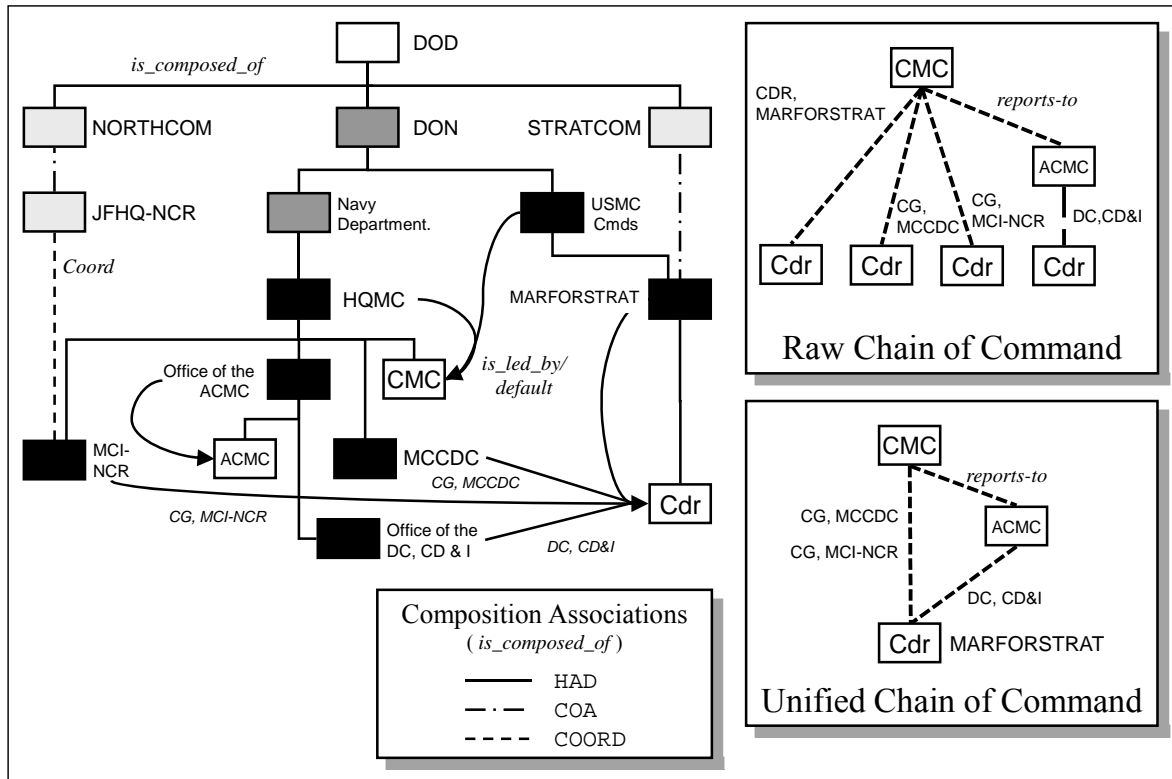 DOD
is_composed_of
NORTHCOM
DON
STRATCOM
JFHQ-NCR
Navy
Department.
USMC
Cmds
Coord
HQMC
MARFORSTRAT
Office of the
ACMC
CMC
is_led_by/
default
MCI-
NCR
ACMC
MCCDC
CG, MCCDC
Cdr
CG, MCI-NCR
Office of the
DC, CD & I
DC, CD&I
Composition Associations
( is_composed_of )
HAD
COA
COORD
CMC
CDR,
MARFORSTRAT
reports-to
ACMC
CG,
MCCDC
CG,
MCI-NCR
DC,CD&I
Cdr
Cdr
Cdr
Cdr
Raw Chain of Command
CMC
reports-to
CG, MCCDC
ACMC
CG, MCI-NCR
DC, CD&I
Cdr
MARFORSTRAT
Unified Chain of Command